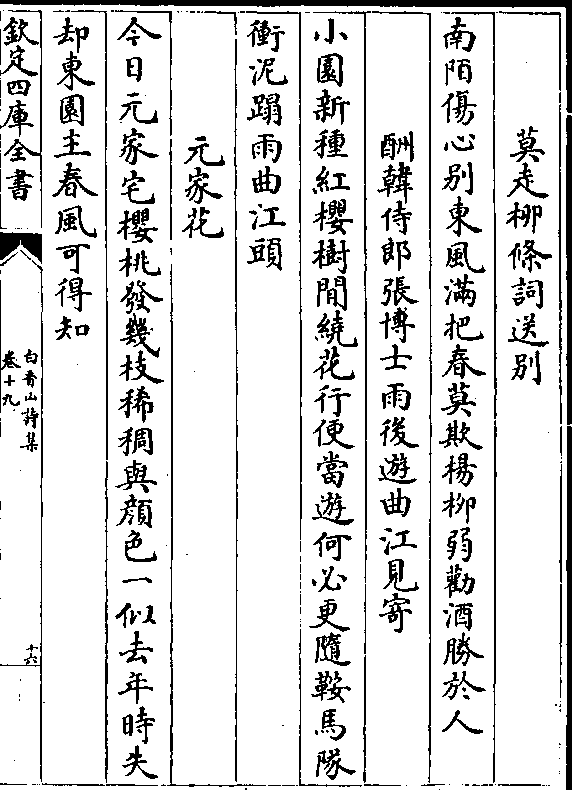 莫走栁條詞送別
南陌傷心別東風滿把春莫欺楊栁弱勸酒勝於人
酬韓侍郎張博士雨後遊曲江見寄
小園新種紅櫻樹閒繞花行便當遊何必更隨鞍馬隊
衝泥蹋雨曲江頭
元家花
今日元家宅櫻桃發幾枝稀稠與顔色一似去年時失
却東園主春風可得知
欽定四庫全書
白香山詩集
卷十九
十六